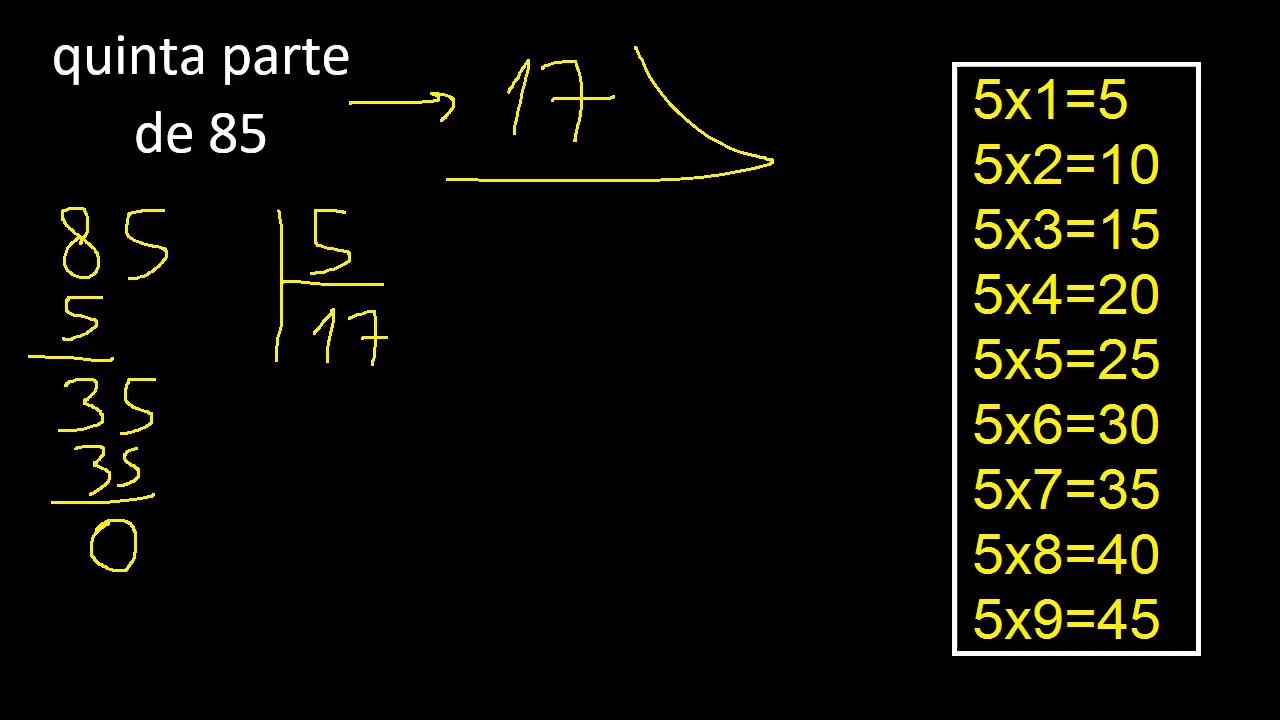 quinta parte
de 85
17
85 5
5 17
35
35
0
5x1=5
5x2=10
5x3=15
5x4=20
5x5=25
5x6=30
5x7=35
5x8=40
5x9=45